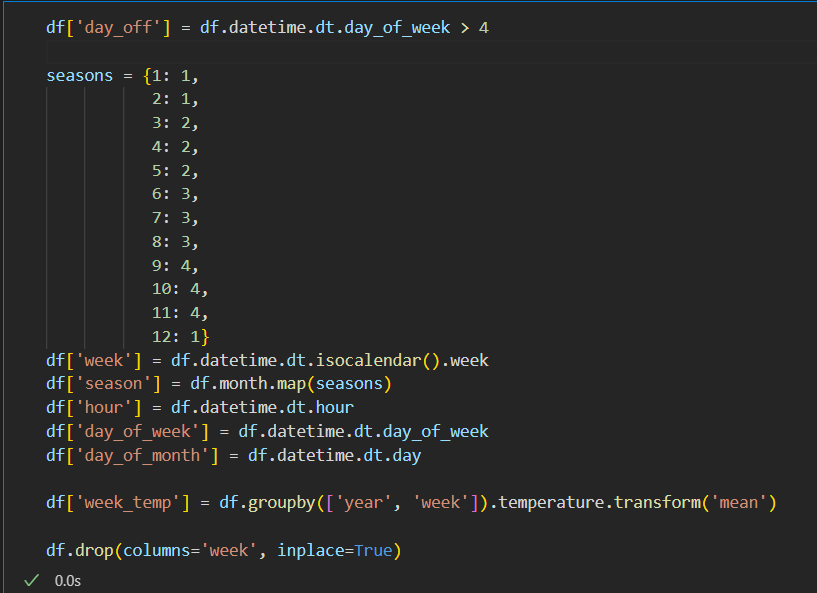 df['day_off'] = df.datetime.dt.day_of_week > 4
seasons = {1: 1,
2: 1,
3: 2,
4: 2,
5: 2,
6: 3,
7: 3,
8: 3,
9: 4,
10: 4,
11: 4,
12: 1}
df['week'] = df.datetime.dt.isocalendar().week
df['season'] = df.month.map(seasons)
df['hour'] = df.datetime.dt.hour
df['day_of_week'] = df.datetime.dt.day_of_week
df['day_of_month'] = df.datetime.dt.day
df['week_temp'] = df.groupby(['year', 'week']).temperature.transform('mean')
df.drop(columns='week', inplace=True)
0.0s